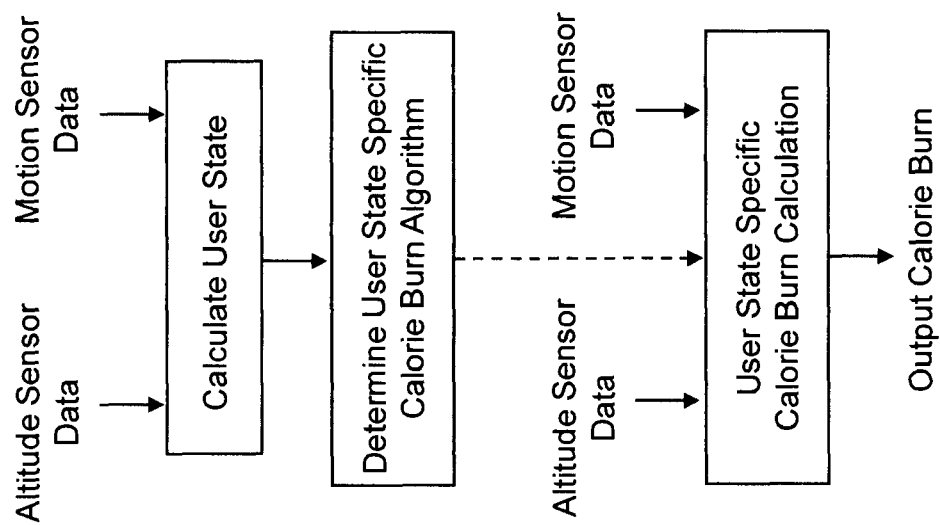 Altitude Sensor
Data
Motion Sensor
Data
Calculate User State
Determine User State Specific
Calorie Burn Algorithm
Altitude Sensor
Data
Motion Sensor
Data
User State Specific
Calorie Burn Calculation
Output Calorie Burn